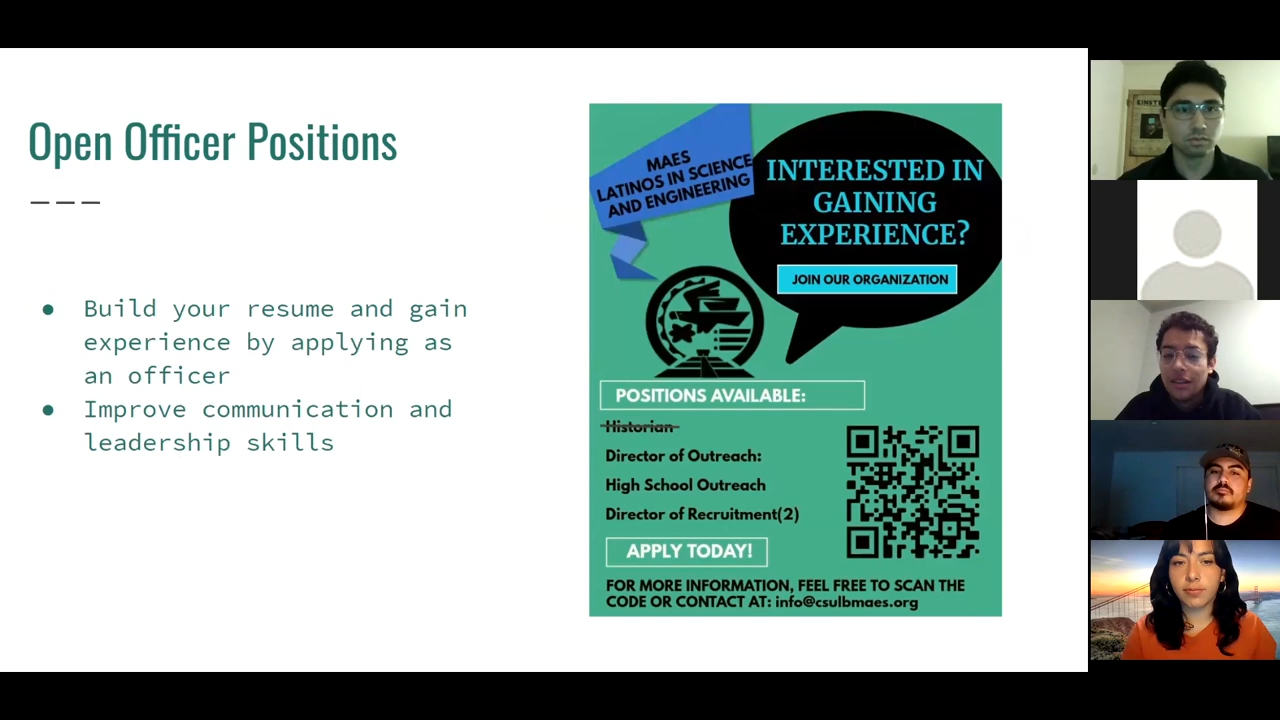 Open Officer Positions
● Build your resume and gain
experience by applying as
an officer
● Improve communication and
leadership skills
MAES
LATINOS IN SCIENCE
AND ENGINEERING
INTERESTED IN
GAINING
EXPERIENCE?
JOIN OUR ORGANIZATION
POSITIONS AVAILABLE:
Historian
Director of Outreach:
High School Outreach
Director of Recruitment(2)
APPLY TODAY!
FOR MORE INFORMATION, FEEL FREE TO SCAN THE
CODE OR CONTACT AT: info@csulbmaes.org